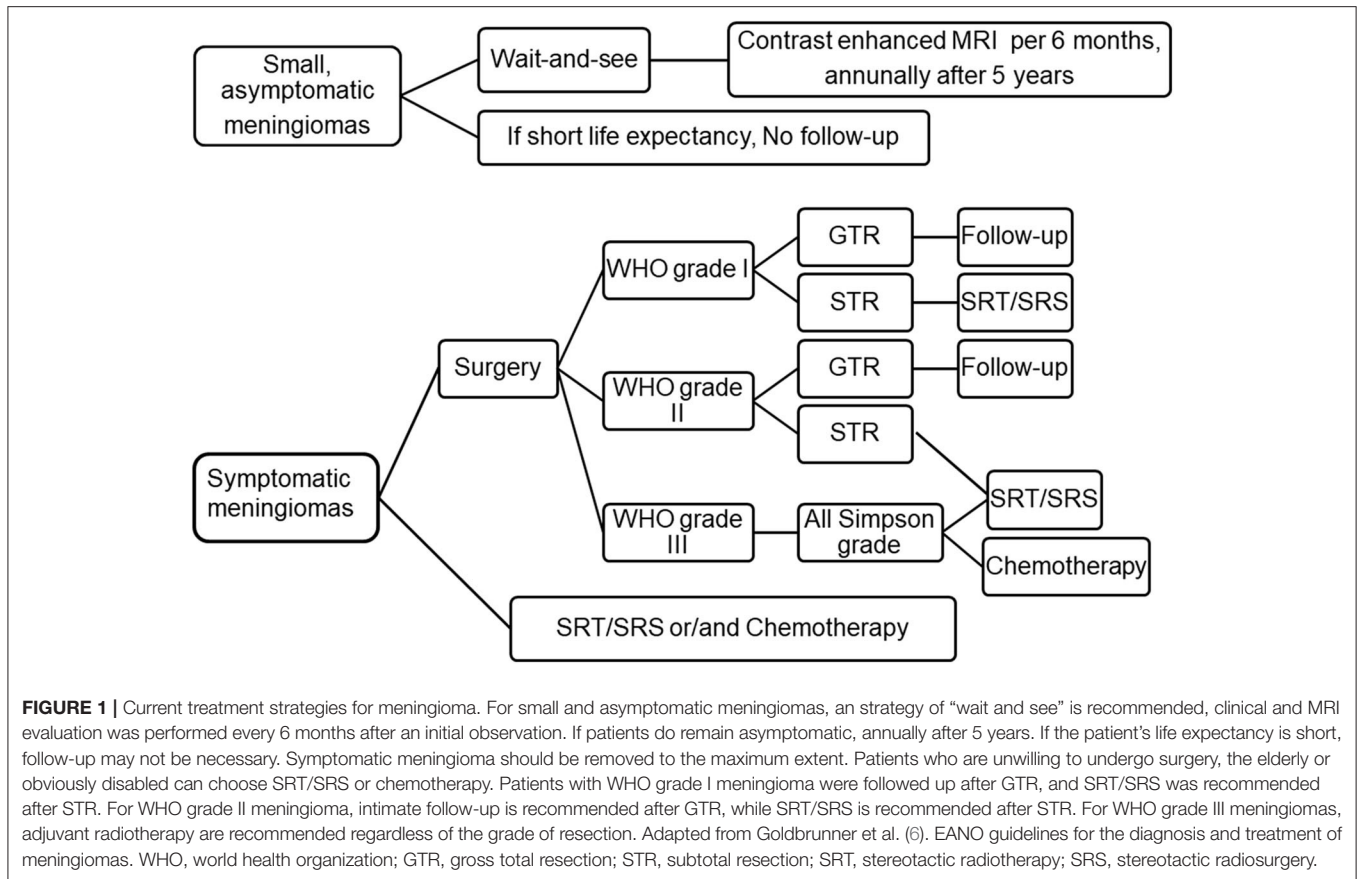 Small,
asymptomatic
meningiomas
Wait-and-see
Contrast enhanced MRI per 6 months,
annunally after 5 years
If short life expectancy, No follow-up
Symptomatic
meningiomas
Surgery
WHO grade I
GTR
Follow-up
STR
SRT/SRS
WHO grade
II
GTR
Follow-up
STR
WHO grade
III
All Simpson
grade
SRT/SRS
Chemotherapy
SRT/SRS or/and Chemotherapy
FIGURE 1 | Current treatment strategies for meningioma. For small and asymptomatic meningiomas, an strategy of “wait and see” is recommended, clinical and MRI
evaluation was performed every 6 months after an initial observation. If patients do remain asymptomatic, annually after 5 years. If the patient’s life expectancy is short,
follow-up may not be necessary. Symptomatic meningioma should be removed to the maximum extent. Patients who are unwilling to undergo surgery, the elderly or
obviously disabled can choose SRT/SRS or chemotherapy. Patients with WHO grade I meningioma were followed up after GTR, and SRT/SRS was recommended
after STR. For WHO grade II meningioma, intimate follow-up is recommended after GTR, while SRT/SRS is recommended after STR. For WHO grade III meningiomas,
adjuvant radiotherapy are recommended regardless of the grade of resection. Adapted from Goldbrunner et al. (6). EANO guidelines for the diagnosis and treatment of
meningiomas. WHO, world health organization; GTR, gross total resection; STR, subtotal resection; SRT, stereotactic radiotherapy; SRS, stereotactic radiosurgery.